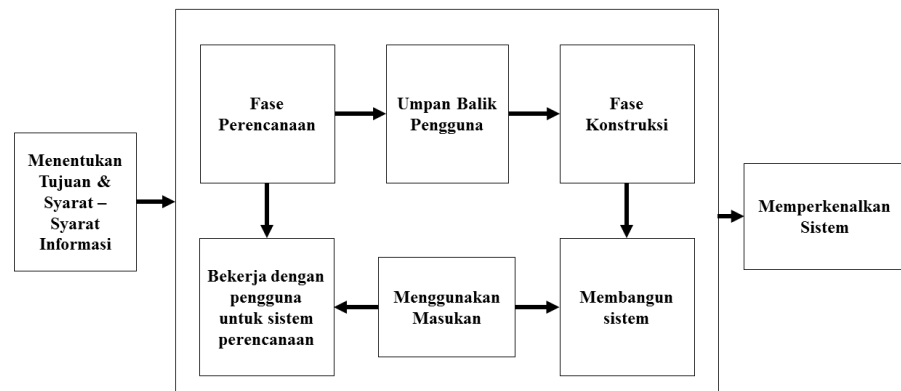 Menentukan
Tujuan &
Syarat –
Syarat
Informasi
Fase
Perencanaan
Umpan Balik
Pengguna
Fase
Konstruksi
Bekerja dengan
pengguna
untuk sistem
perencanaan
Menggunakan
Masukan
Membangun
sistem
Memperkenalkan
Sistem